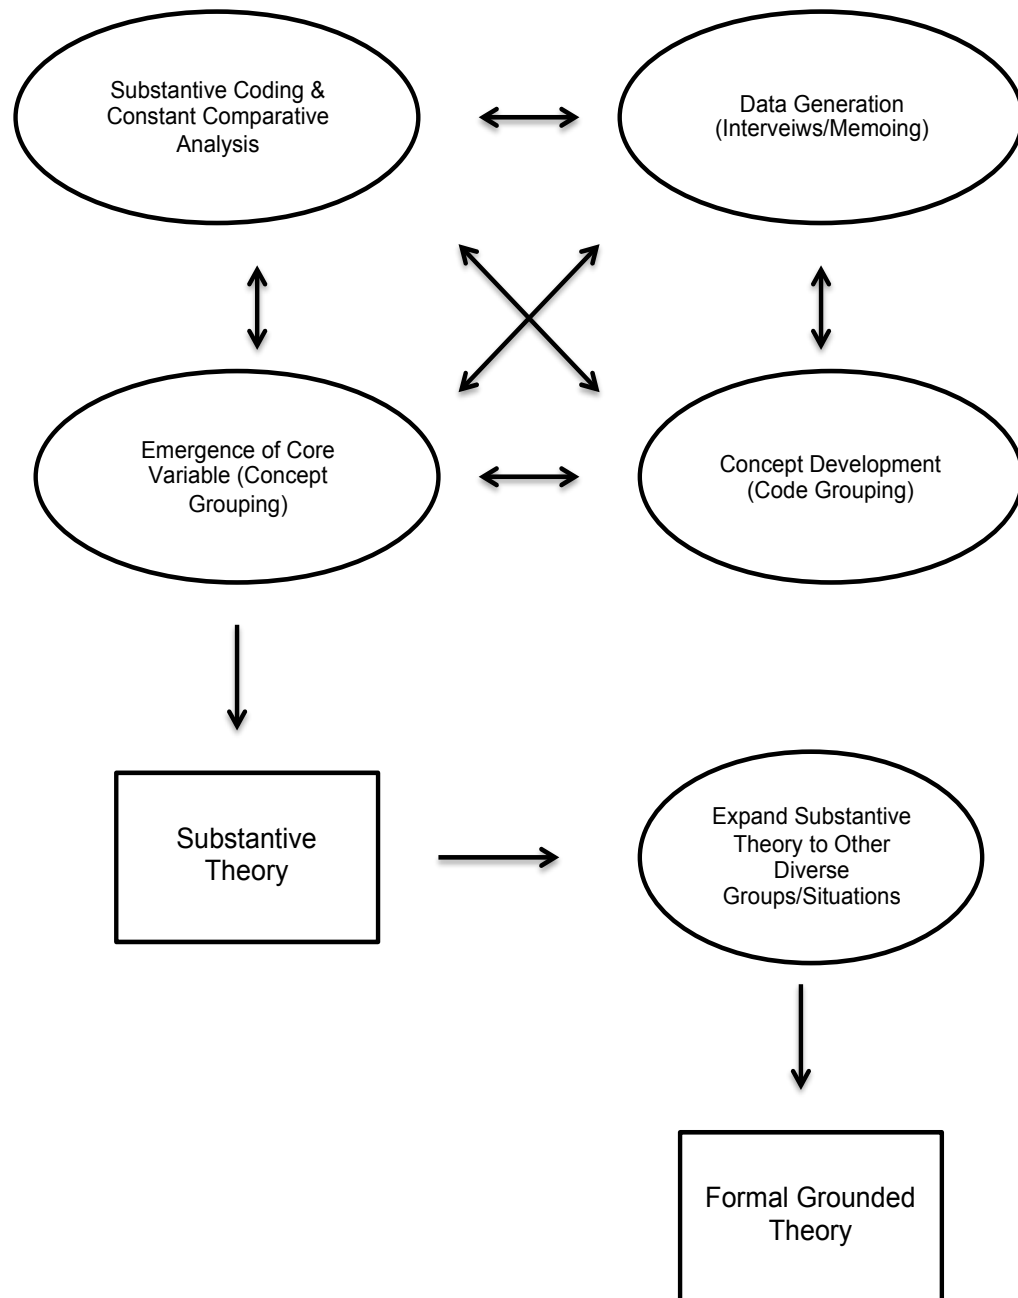 Substantive Coding &
Constant Comparative
Analysis
Data Generation
(Interveiws/Memoing)
Emergence of Core
Variable (Concept
Grouping)
Concept Development
(Code Grouping)
Substantive
Theory
Expand Substantive
Theory to Other
Diverse
Groups/Situations
Formal Grounded
Theory